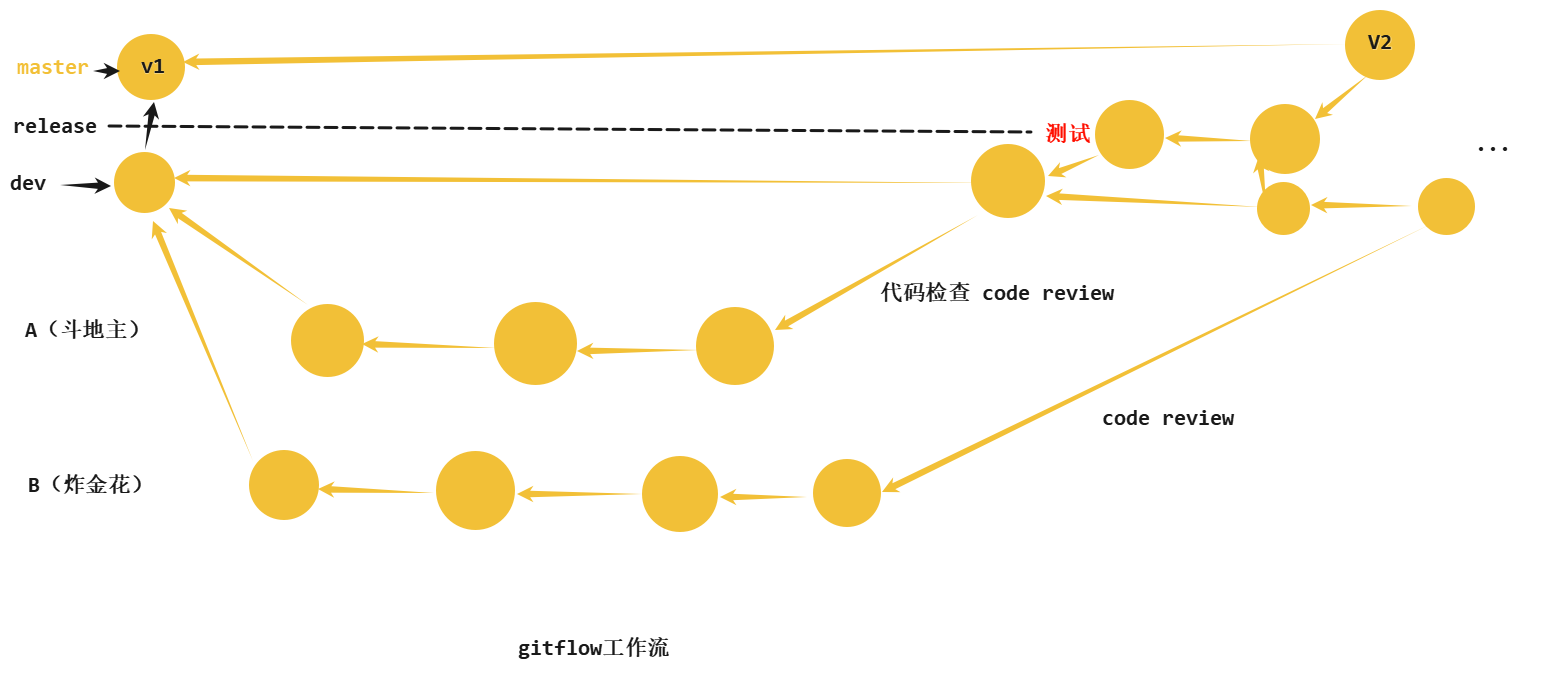 V2
master
v1
release
测试
...
dev
代码检查 code review
A（斗地主）
code review
B（炸金花）
gitflow工作流